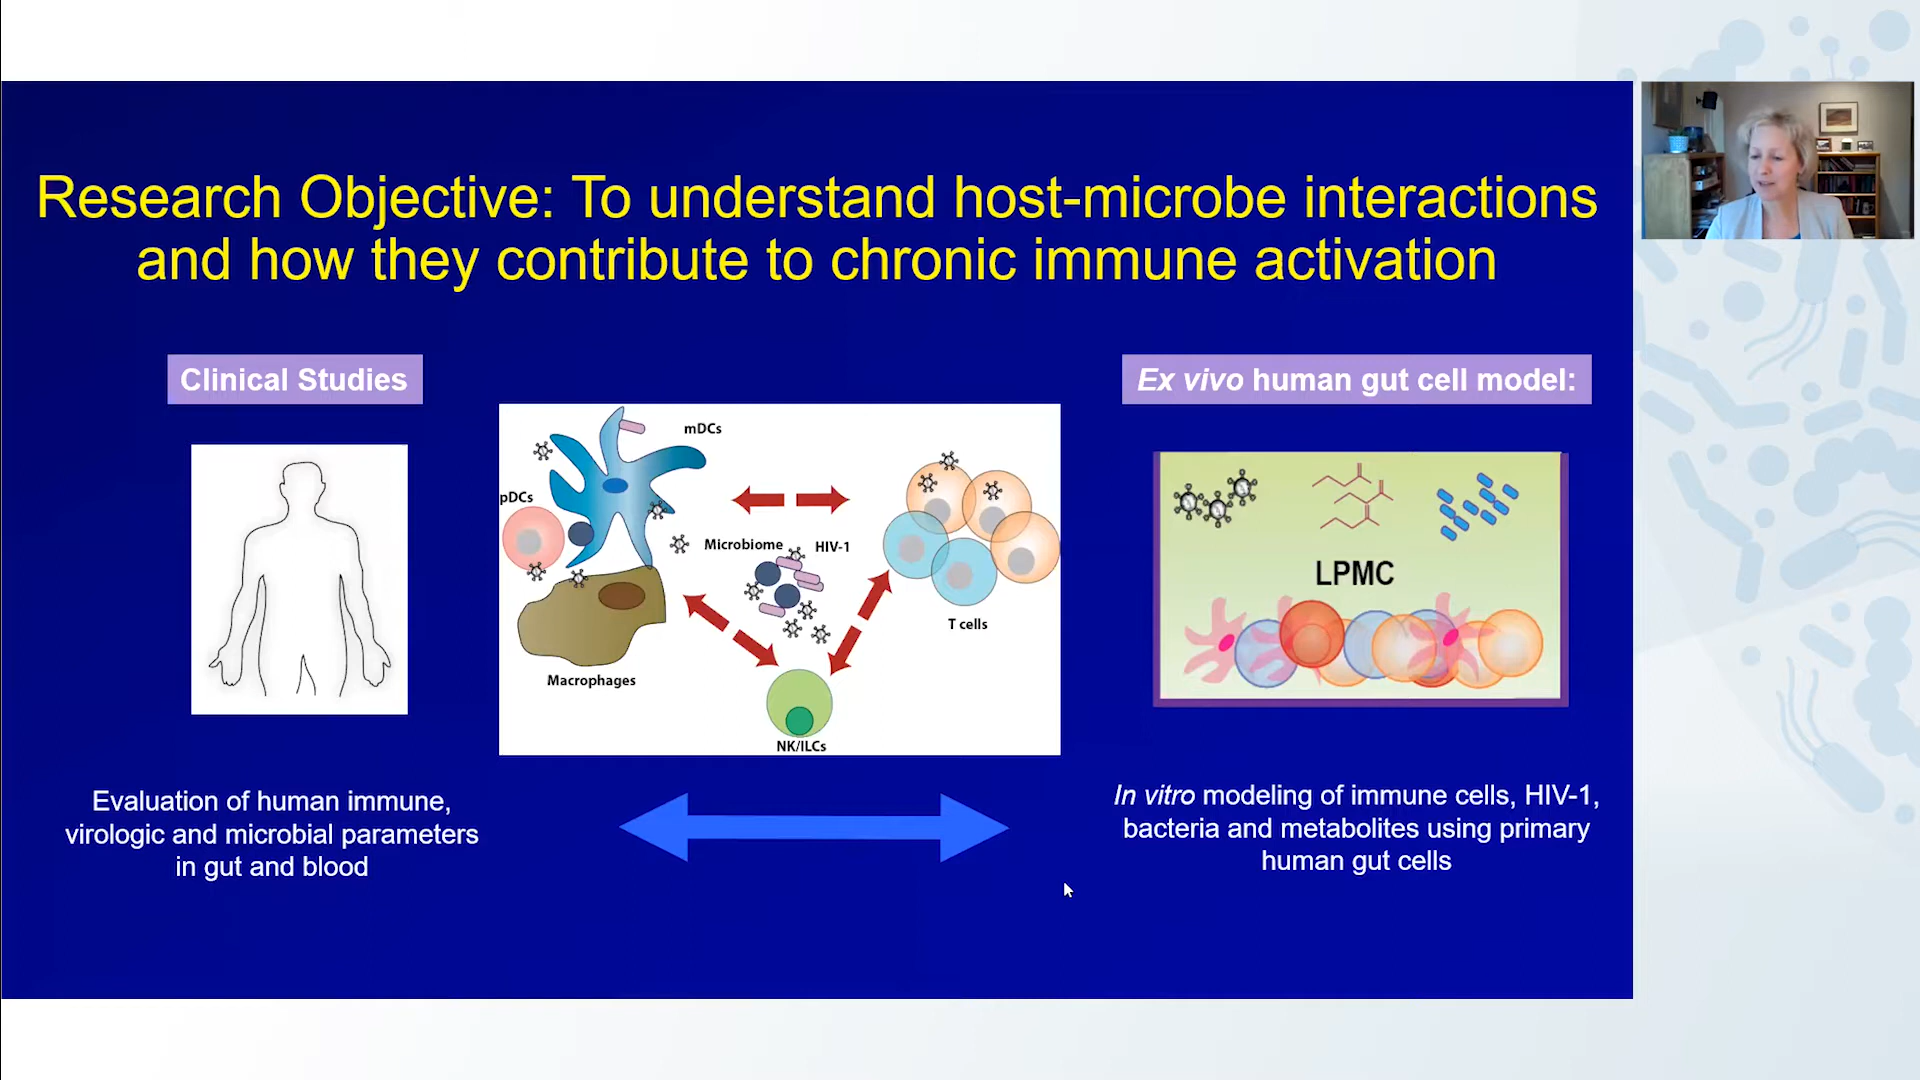 Research Objective: To understand host-microbe interactions
and how they contribute to chronic immune activation
Clinical Studies
Evaluation of human immune,
virologic and microbial parameters
in gut and blood
mDCs
pDCs
Microbiome
HIV-1
T cells
Macrophages
NK/ILCs
Ex vivo human gut cell model:
LPMC
In vitro modeling of immune cells, HIV-1,
bacteria and metabolites using primary
human gut cells